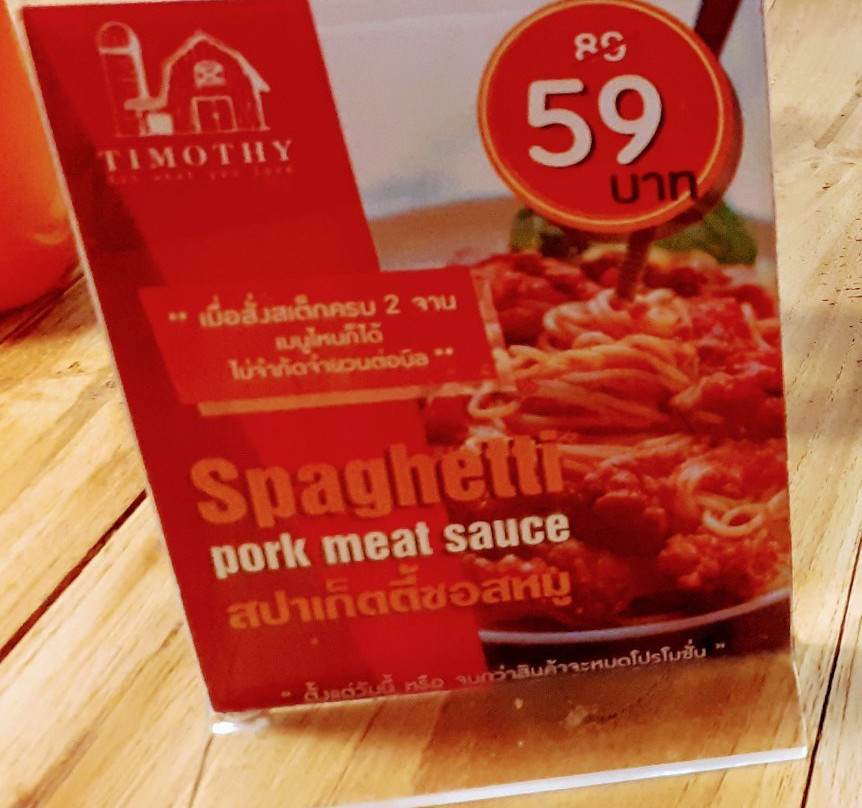 TIMOTHY
eat what you love
89
59
บาท
" เมื่อสั่งสเต็กครบ 2 จาน
เมนูไหนก็ได้
ไม่จำกัดจำนวนต่อบิล "
Spaghetti
pork meat sauce
สปาเก็ตตี้ซอสหมู
" ตั้งแต่วันนี้ หรือ จนกว่าสินค้าจะหมดโปรโมชั่น "